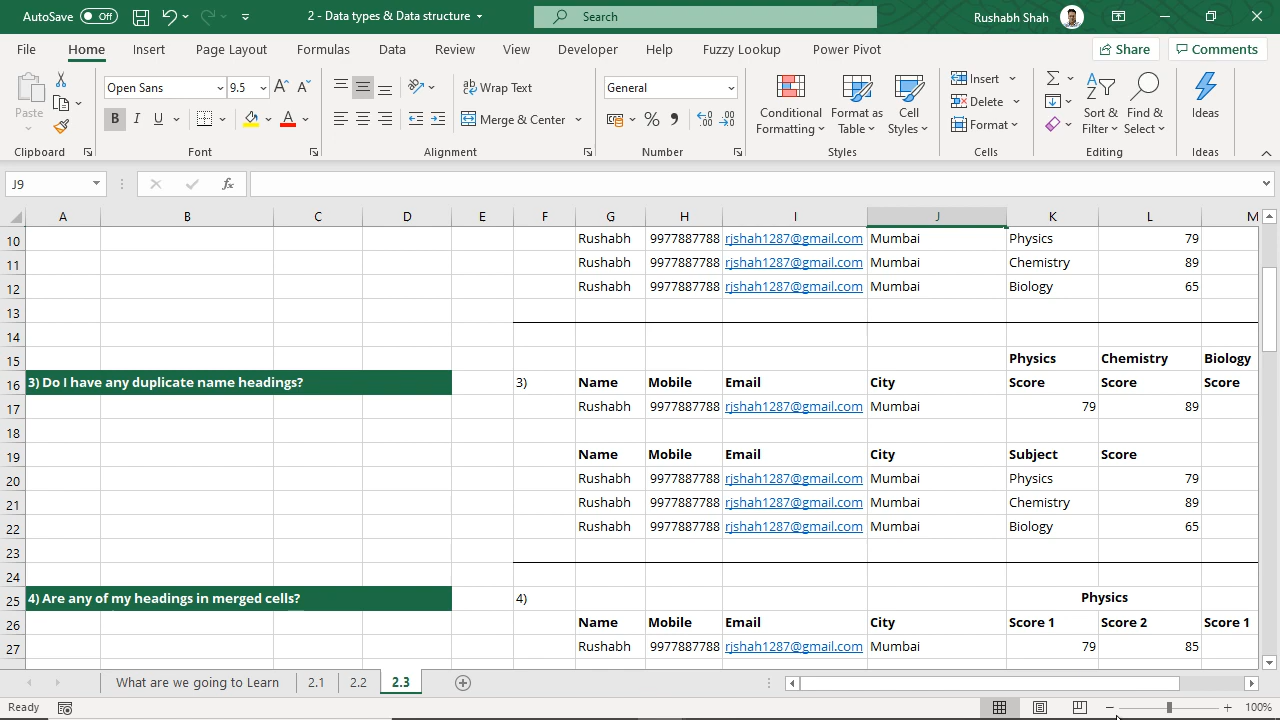 AutoSave Off 2 - Data types & Data structure Search Rushabh Shah
File Home Insert Page Layout Formulas Data Review View Developer Help Fuzzy Lookup Power Pivot Share Comments
Paste
Clipboard
Open Sans 9.5
B I U
Font
Wrap Text
Merge & Center
Alignment
General
Number
Conditional Formatting
Format as Table
Cell Styles
Styles
Insert
Delete
Format
Cells
Sort & Filter
Find & Select
Editing
Ideas
Ideas
J9 fx
A B C D E F G H I J K L M
10 Rushabh 9977887788 rjshah1287@gmail.com Mumbai Physics 79
11 Rushabh 9977887788 rjshah1287@gmail.com Mumbai Chemistry 89
12 Rushabh 9977887788 rjshah1287@gmail.com Mumbai Biology 65
13
14
15 Physics Chemistry Biology
16 3) Do I have any duplicate name headings? 3) Name Mobile Email City Score Score Score
17 Rushabh 9977887788 rjshah1287@gmail.com Mumbai 79 89
18
19 Name Mobile Email City Subject Score
20 Rushabh 9977887788 rjshah1287@gmail.com Mumbai Physics 79
21 Rushabh 9977887788 rjshah1287@gmail.com Mumbai Chemistry 89
22 Rushabh 9977887788 rjshah1287@gmail.com Mumbai Biology 65
23
24
25 4) Are any of my headings in merged cells? 4) Physics
26 Name Mobile Email City Score 1 Score 2 Score 1
27 Rushabh 9977887788 rjshah1287@gmail.com Mumbai 79 85
What are we going to Learn 2.1 2.2 2.3
Ready 100%